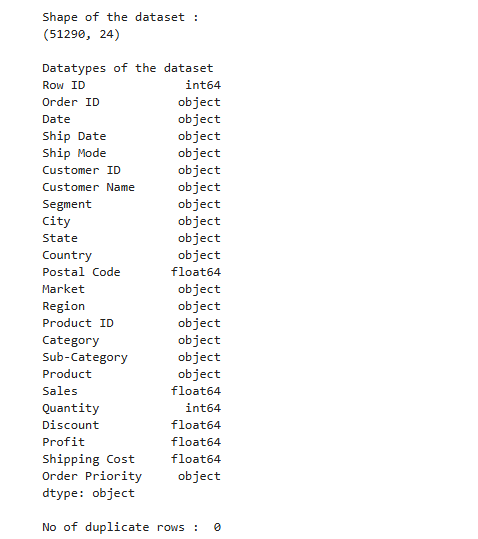 Shape of the dataset :
(51290, 24)
Datatypes of the dataset
Row ID int64
Order ID object
Date object
Ship Date object
Ship Mode object
Customer ID object
Customer Name object
Segment object
City object
State object
Country object
Postal Code float64
Market object
Region object
Product ID object
Category object
Sub-Category object
Product object
Sales float64
Quantity int64
Discount float64
Profit float64
Shipping Cost float64
Order Priority object
dtype: object
No of duplicate rows : 0